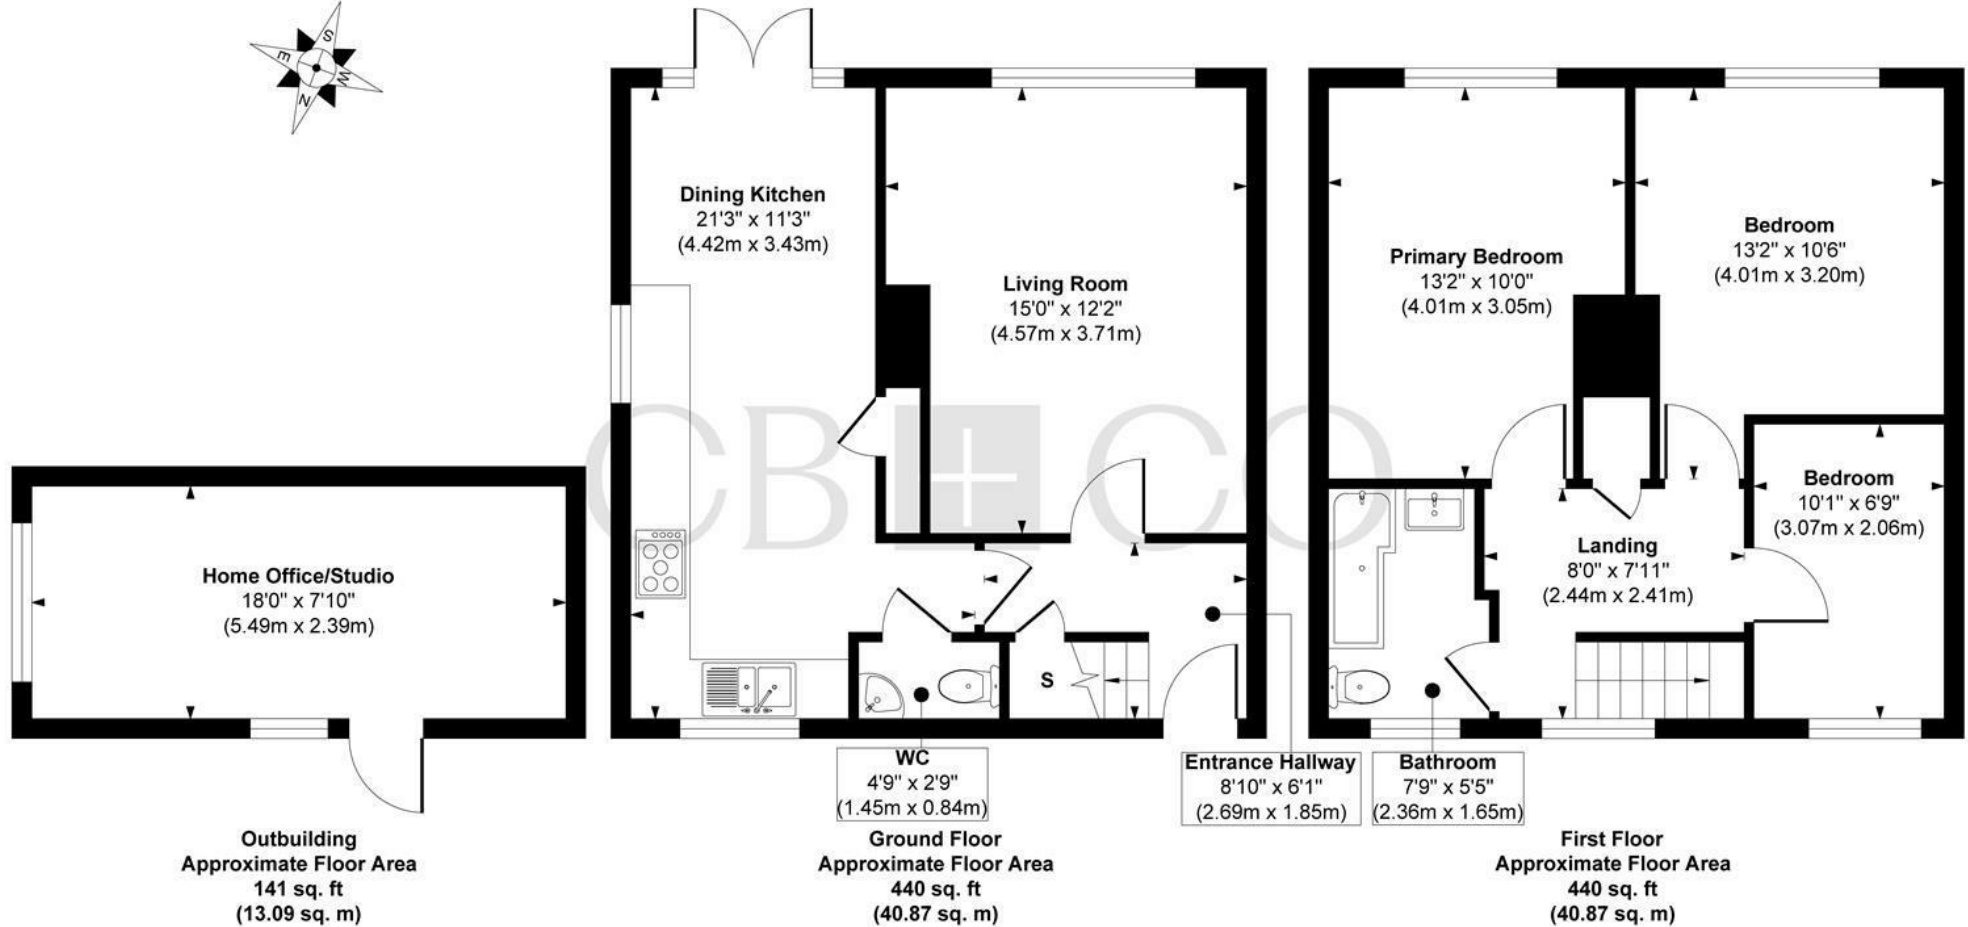 S
E
W
N
Dining Kitchen
21'3" x 11'3"
(4.42m x 3.43m)
Living Room
15'0" x 12'2"
(4.57m x 3.71m)
Primary Bedroom
13'2" x 10'0"
(4.01m x 3.05m)
Bedroom
13'2" x 10'6"
(4.01m x 3.20m)
Bedroom
10'1" x 6'9"
(3.07m x 2.06m)
Landing
8'0" x 7'11"
(2.44m x 2.41m)
Home Office/Studio
18'0" x 7'10"
(5.49m x 2.39m)
CB+CO
S
WC
4'9" x 2'9"
(1.45m x 0.84m)
Entrance Hallway
8'10" x 6'1"
(2.69m x 1.85m)
Bathroom
7'9" x 5'5"
(2.36m x 1.65m)
Outbuilding
Approximate Floor Area
141 sq. ft
(13.09 sq. m)
Ground Floor
Approximate Floor Area
440 sq. ft
(40.87 sq. m)
First Floor
Approximate Floor Area
440 sq. ft
(40.87 sq. m)